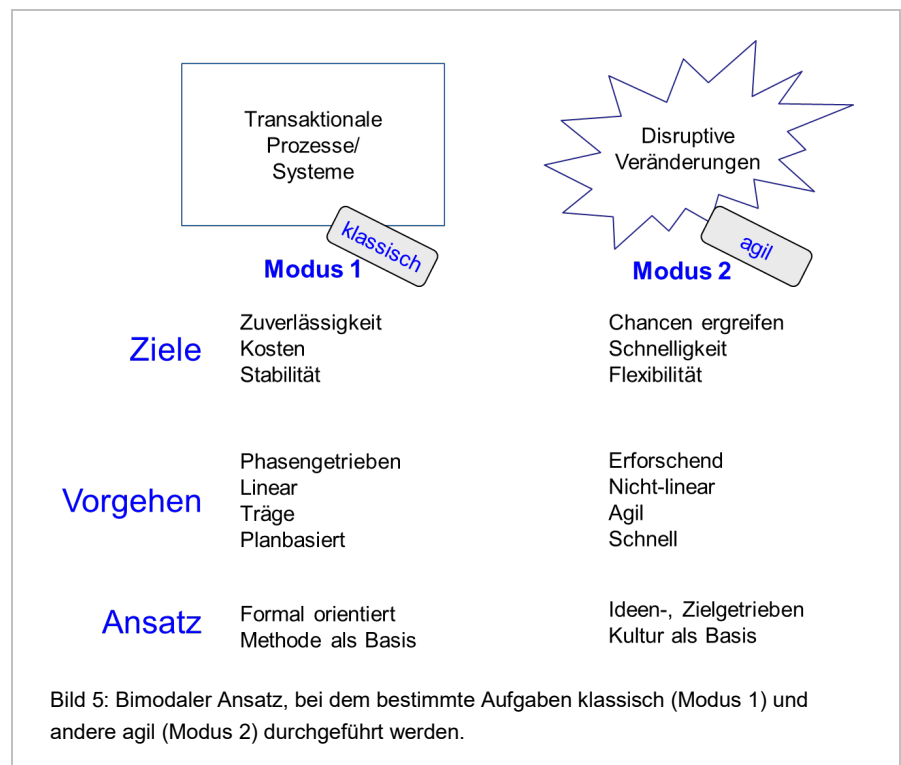 Transaktionale
Prozesse/
Systeme
Disruptive
Veränderungen
klassisch
agil
Modus 1
Modus 2
Ziele
Zuverlässigkeit
Kosten
Stabilität
Chancen ergreifen
Schnelligkeit
Flexibilität
Vorgehen
Phasengetrieben
Linear
Träge
Planbasiert
Erforschend
Nicht-linear
Agil
Schnell
Ansatz
Formal orientiert
Methode als Basis
Ideen-, Zielgetrieben
Kultur als Basis
Bild 5: Bimodaler Ansatz, bei dem bestimmte Aufgaben klassisch (Modus 1) und
andere agil (Modus 2) durchgeführt werden.